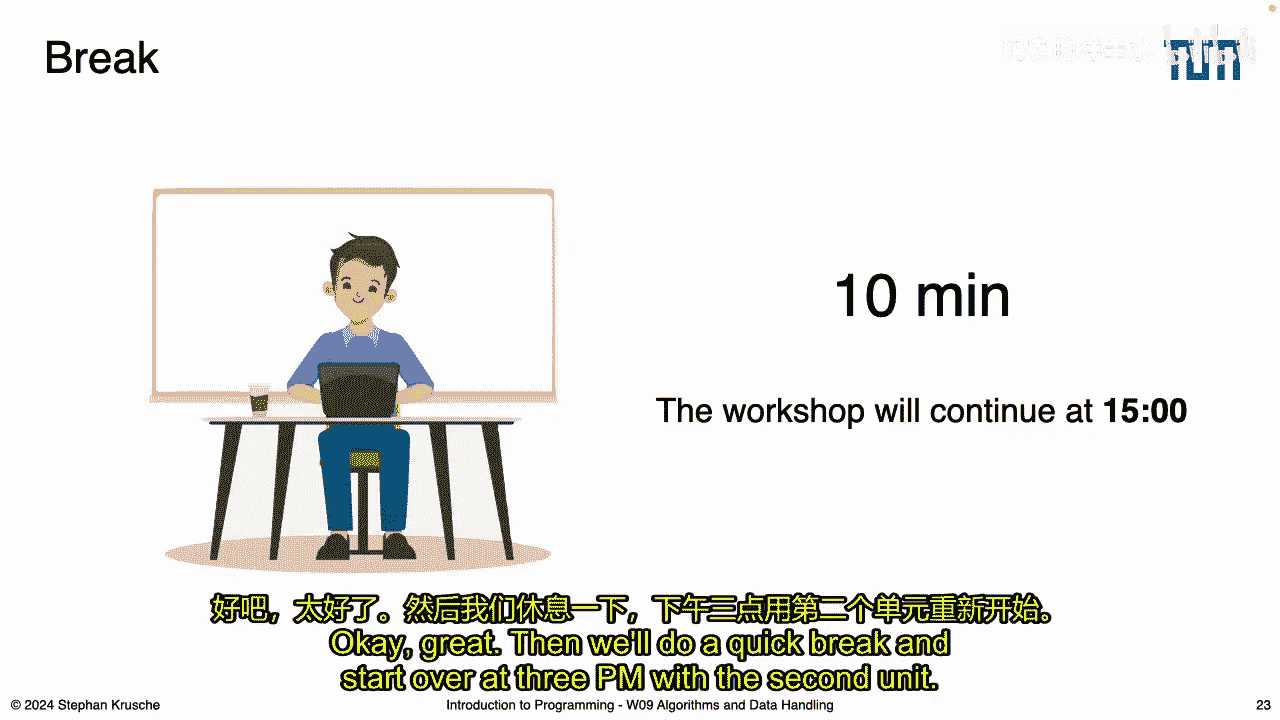 Break
TUM
10 min
The workshop will continue at 15:00
好吧，太好了。然后我们休息一下，下午三点用第二个单元重新开始。
Okay, great. Then we'll do a quick break and
start over at three PM with the second unit.
© 2024 Stephan Krusche
Introduction to Programming - W09 Algorithms and Data Handling
23